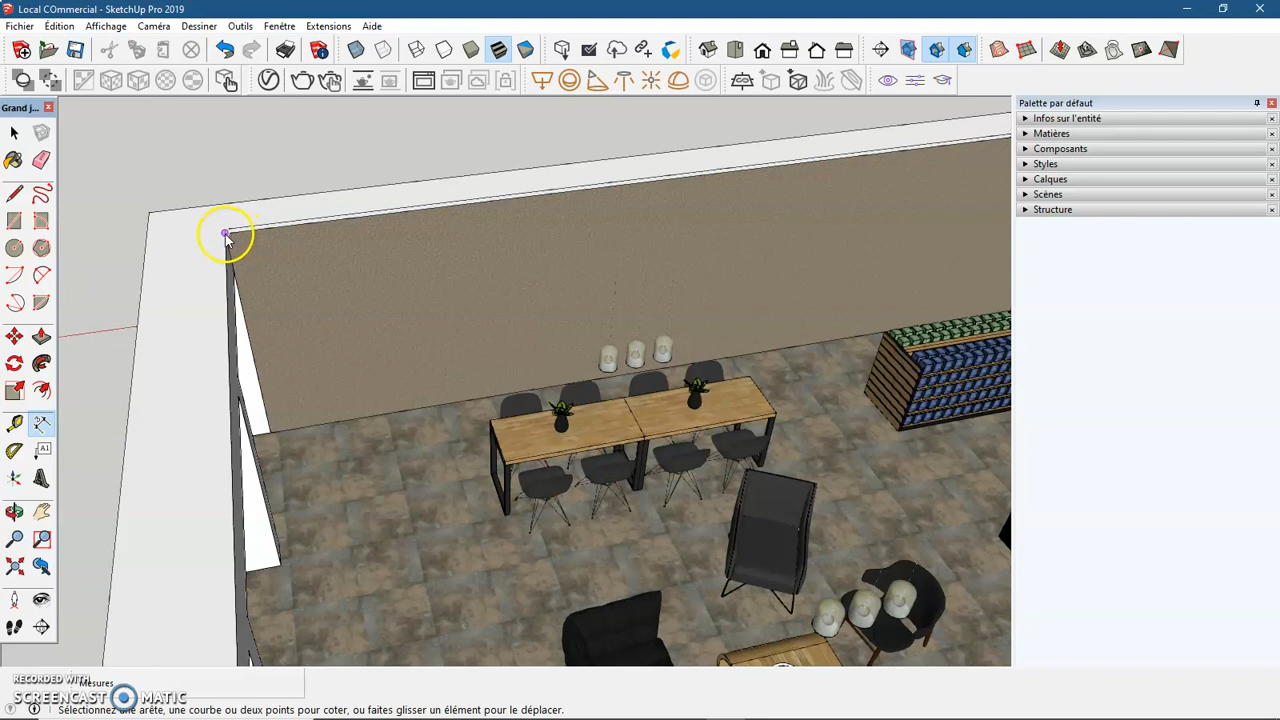 Local COmmercial - SketchUp Pro 2019
Fichier Édition Affichage Caméra Dessiner Fenêtre Outils Extensions Aide
Grand j...
Palette par défaut
Infos sur l'entité
Matières
Composants
Styles
Calques
Scènes
Structure
A1
RECORDED WITH
SCREENCAST MATIC
Mesures
Sélectionnez une arête, une courbe ou deux points pour coter, ou faites glisser un élément pour le déplacer.